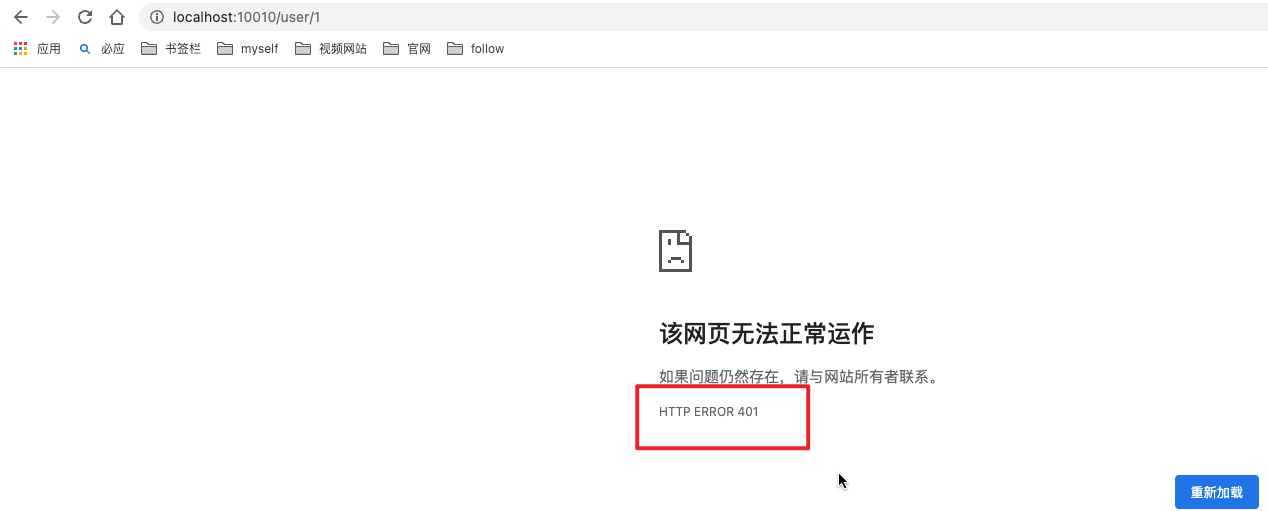 localhost:10010/user/1
应用 必应 书签栏 myself 视频网站 官网 follow
该网页无法正常运作
如果问题仍然存在，请与网站所有者联系。
HTTP ERROR 401
重新加载